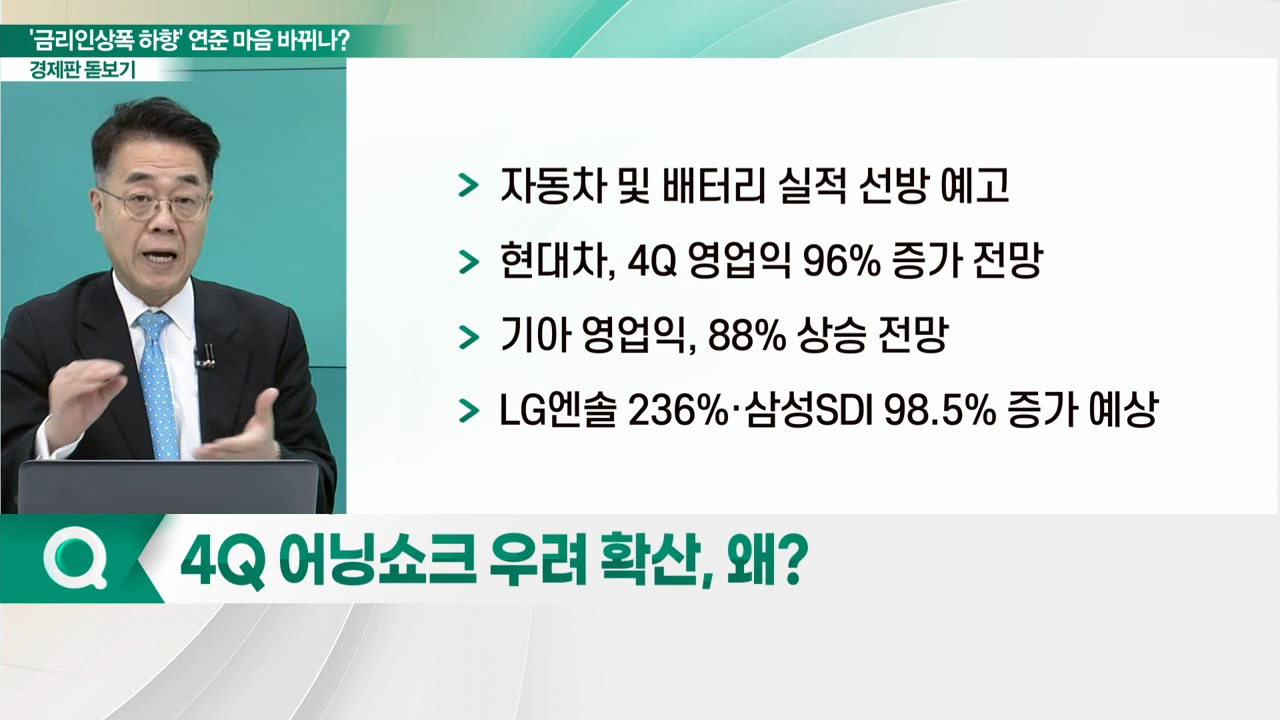 '금리인상폭 하향' 연준 마음 바뀌나?
경제판 돋보기
> 자동차 및 배터리 실적 선방 예고
> 현대차, 4Q 영업익 96% 증가 전망
> 기아 영업익, 88% 상승 전망
> LG엔솔 236%·삼성SDI 98.5% 증가 예상
Q 4Q 어닝쇼크 우려 확산, 왜?